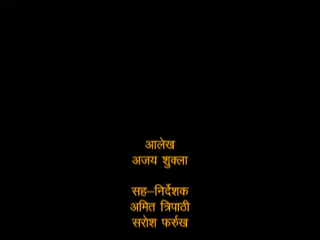 आलेख
अजय शुक्ला
सह–निर्देशक
अमित त्रिपाठी
सरोश फर्रुख